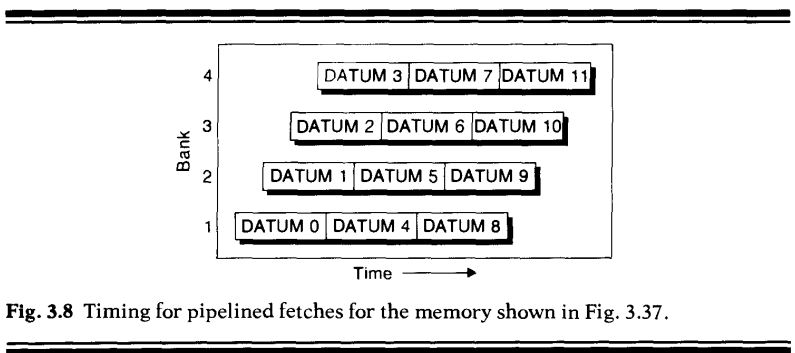 4
DATUM 3 DATUM 7 DATUM 11
3
DATUM 2 DATUM 6 DATUM 10
Bank
2
DATUM 1 DATUM 5 DATUM 9
1
DATUM 0 DATUM 4 DATUM 8
Time
Fig. 3.8 Timing for pipelined fetches for the memory shown in Fig. 3.37.